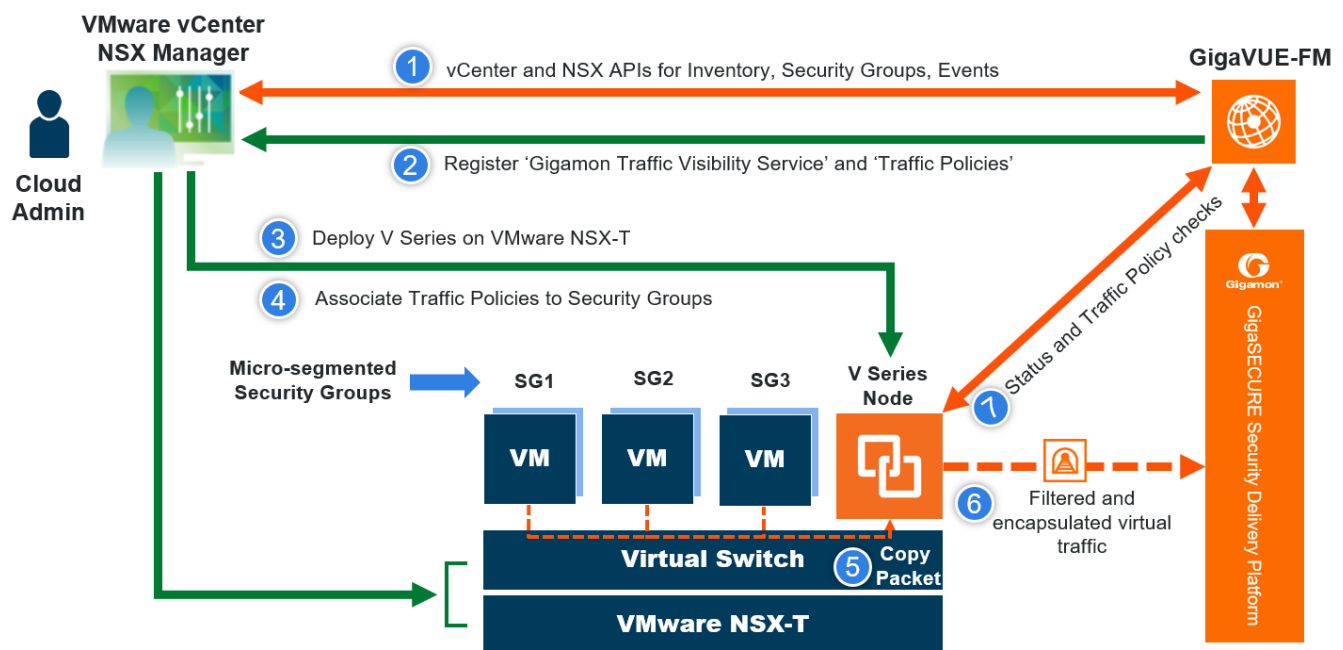 VMware vCenter
NSX Manager
GigaVUE-FM
1
vCenter and NSX APIs for Inventory, Security Groups, Events
2
Register ‘Gigamon Traffic Visibility Service’ and ‘Traffic Policies’
Cloud
Admin
3
Deploy V Series on VMware NSX-T
4
Associate Traffic Policies to Security Groups
7
Status and Traffic Policy checks
Gigamon®
GigaSECURE Security Delivery Platform
Micro-segmented
Security Groups
SG1
SG2
SG3
V Series
Node
VM
VM
VM
6
Filtered and
encapsulated virtual
traffic
Virtual Switch
5
Copy
Packet
VMware NSX-T